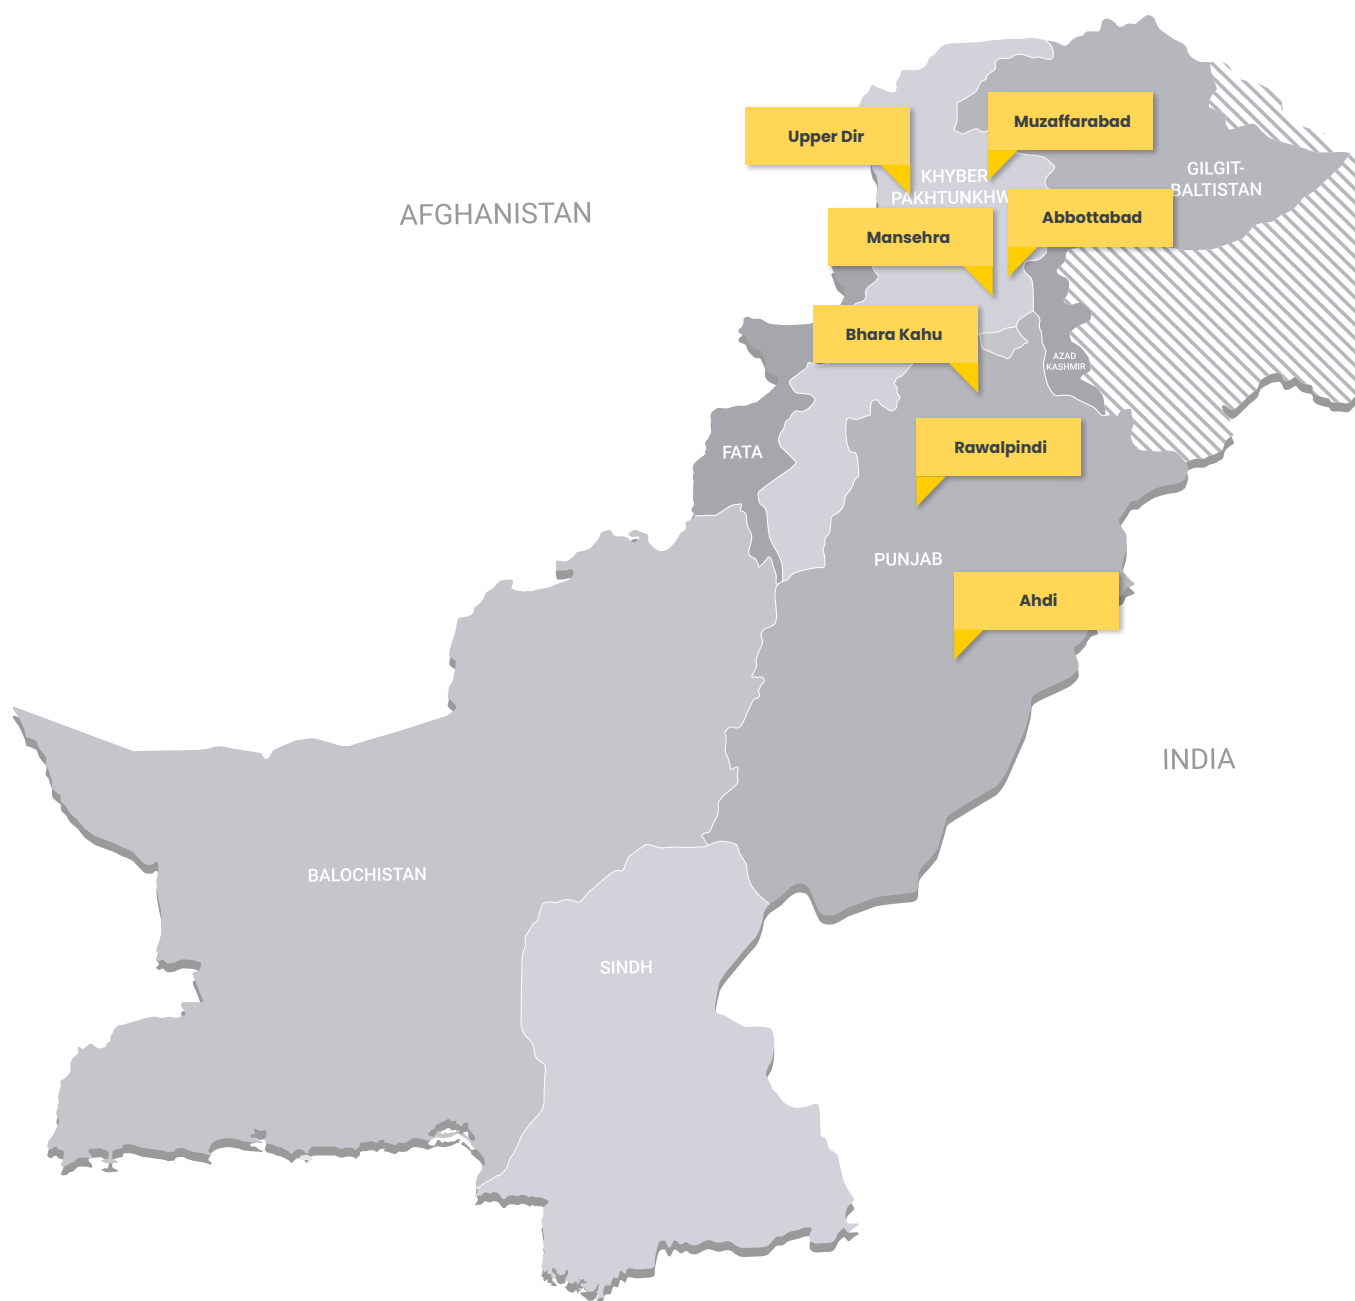 Muzaffarabad
Upper Dir
GILGIT-
BALTISTAN
KHYBER
PAKHTUNKHW
AFGHANISTAN
Abbottabad
Mansehra
Bhara Kahu
AZAD
KASHMIR
Rawalpindi
FATA
PUNJAB
Ahdi
INDIA
BALOCHISTAN
SINDH